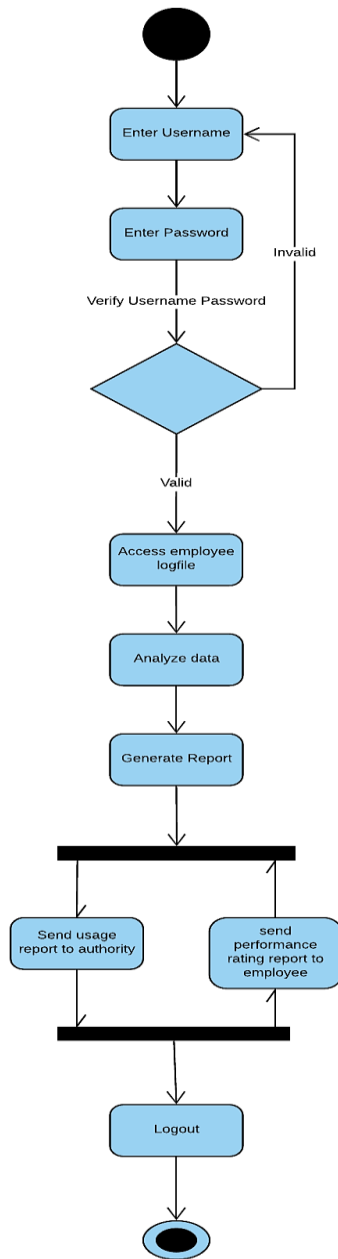 Enter Username
Enter Password
Invalid
Verify Username Password
Valid
Access employee
logfile
Analyze data
Generate Report
Send usage
report to authority
send
performance
rating report to
employee
Logout